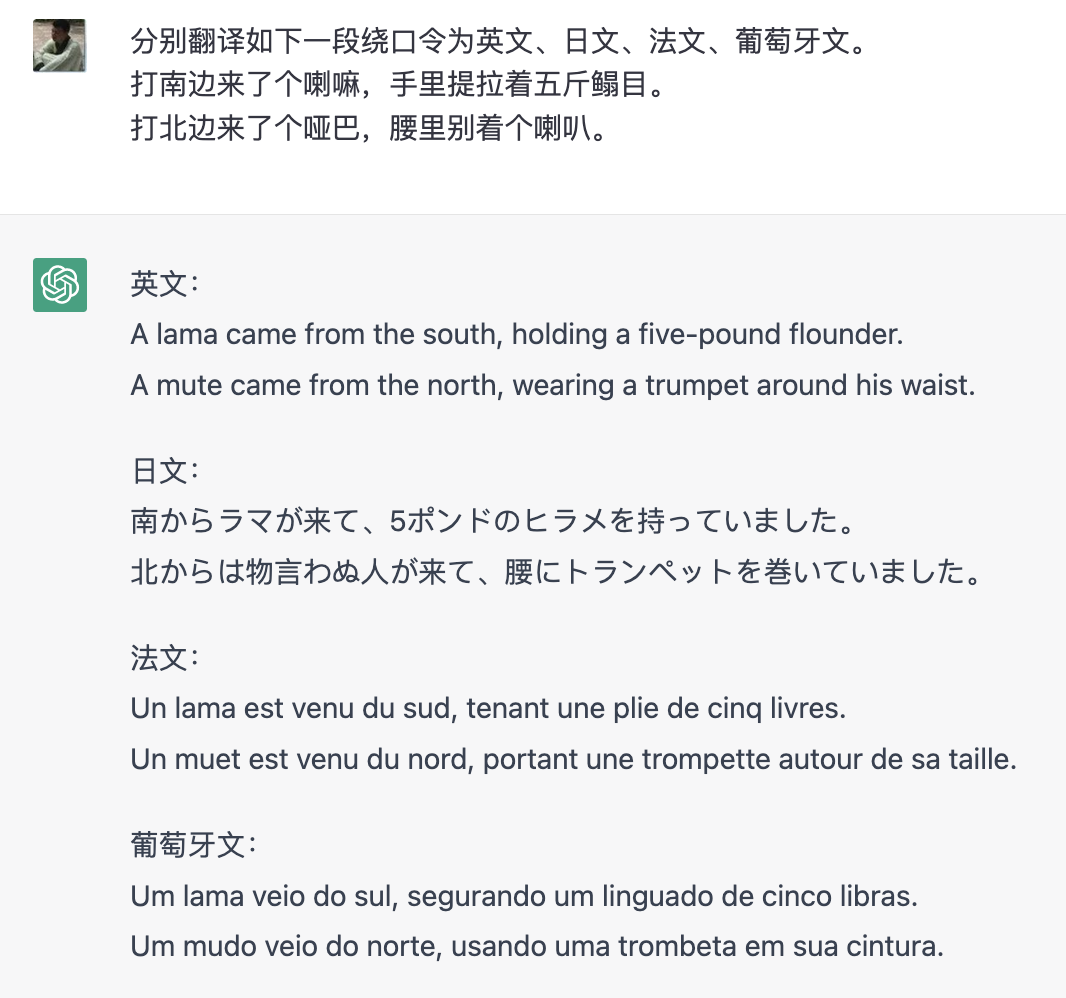 分别翻译如下一段绕口令为英文、日文、法文、葡萄牙文。
打南边来了个喇嘛，手里提拉着五斤鳎目。
打北边来了个哑巴，腰里别着个喇叭。
英文：
A lama came from the south, holding a five-pound flounder.
A mute came from the north, wearing a trumpet around his waist.
日文：
南からラマが来て、5ポンドのヒラメを持っていました。
北からは物言わぬ人が来て、腰にトランペットを巻いていました。
法文：
Un lama est venu du sud, tenant une plie de cinq livres.
Un muet est venu du nord, portant une trompette autour de sa taille.
葡萄牙文：
Um lama veio do sul, segurando um linguado de cinco libras.
Um mudo veio do norte, usando uma trombeta em sua cintura.